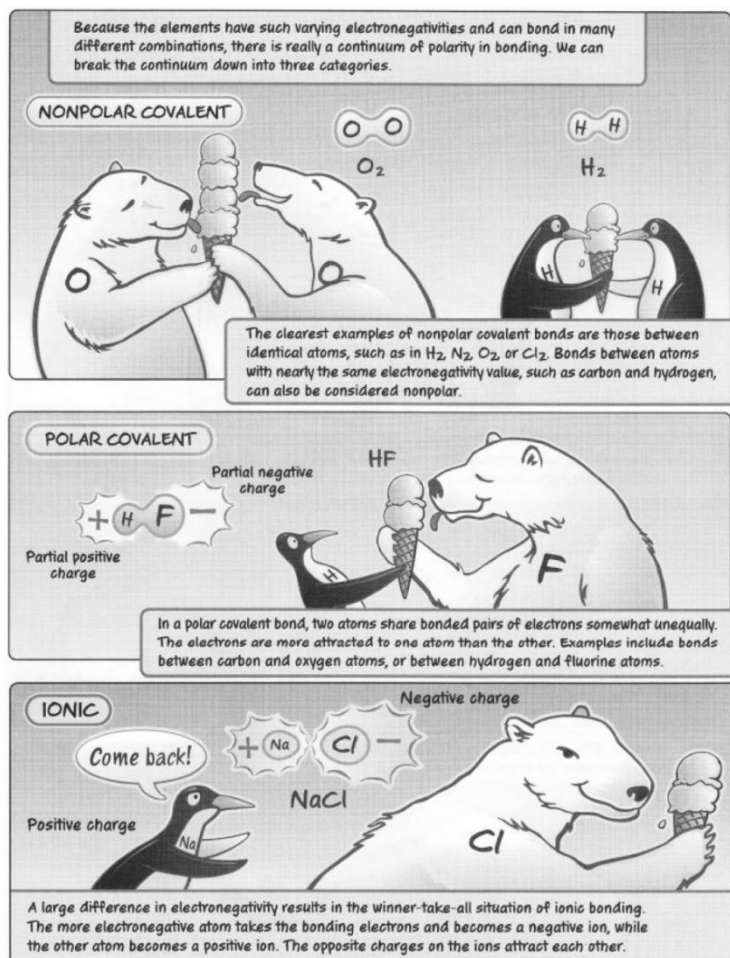 Because the elements have such varying electronegativities and can bond in many
different combinations, there is really a continuum of polarity in bonding. We can
break the continuum down into three categories.
NONPOLAR COVALENT
O O
O₂
H H
H₂
O
O
H
H
The clearest examples of nonpolar covalent bonds are those between
identical atoms, such as in H₂, N₂, O₂, or Cl₂. Bonds between atoms
with nearly the same electronegativity value, such as carbon and hydrogen,
can also be considered nonpolar.
POLAR COVALENT
Partial negative
charge
+ H F −
Partial positive
charge
HF
H
F
In a polar covalent bond, two atoms share bonded pairs of electrons somewhat unequally.
The electrons are more attracted to one atom than the other. Examples include bonds
between carbon and oxygen atoms, or between hydrogen and fluorine atoms.
IONIC
Negative charge
Come back!
+ Na Cl −
NaCl
Positive charge
Na
Cl
A large difference in electronegativity results in the winner-take-all situation of ionic bonding.
The more electronegative atom takes the bonding electrons and becomes a negative ion, while
the other atom becomes a positive ion. The opposite charges on the ions attract each other.